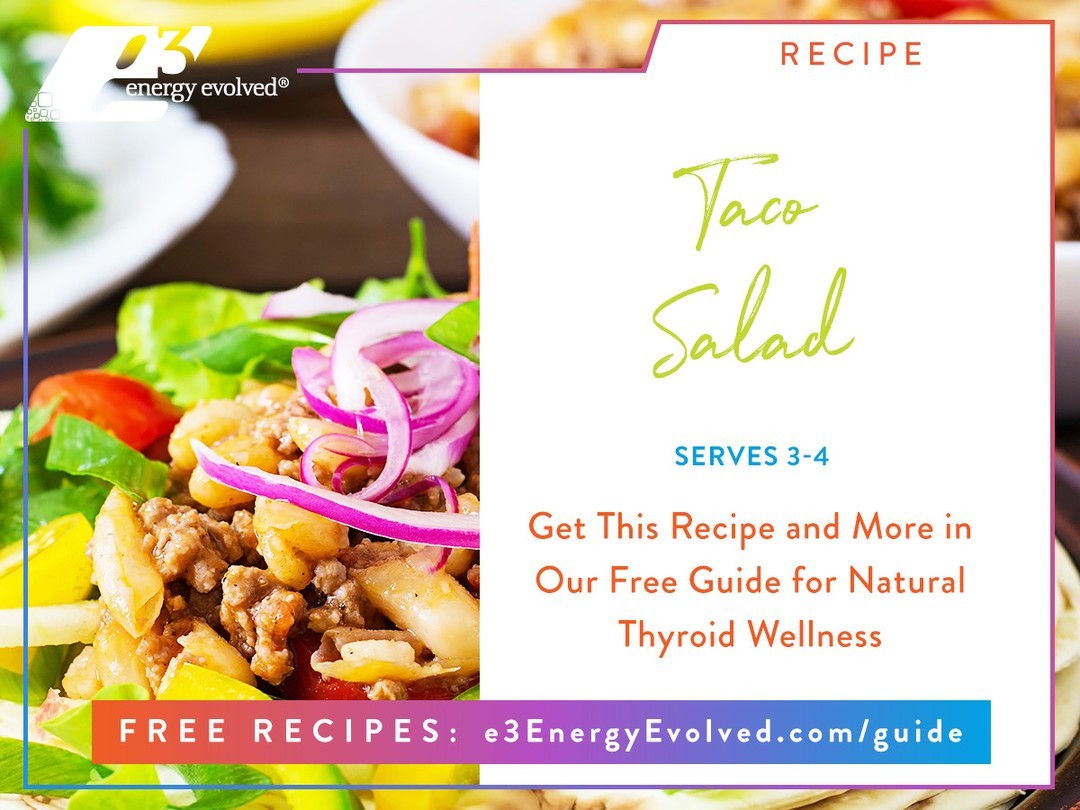 e3
energy evolved®
RECIPE
Taco
Salad
SERVES 3-4
Get This Recipe and More in
Our Free Guide for Natural
Thyroid Wellness
FREE RECIPES: e3EnergyEvolved.com/guide